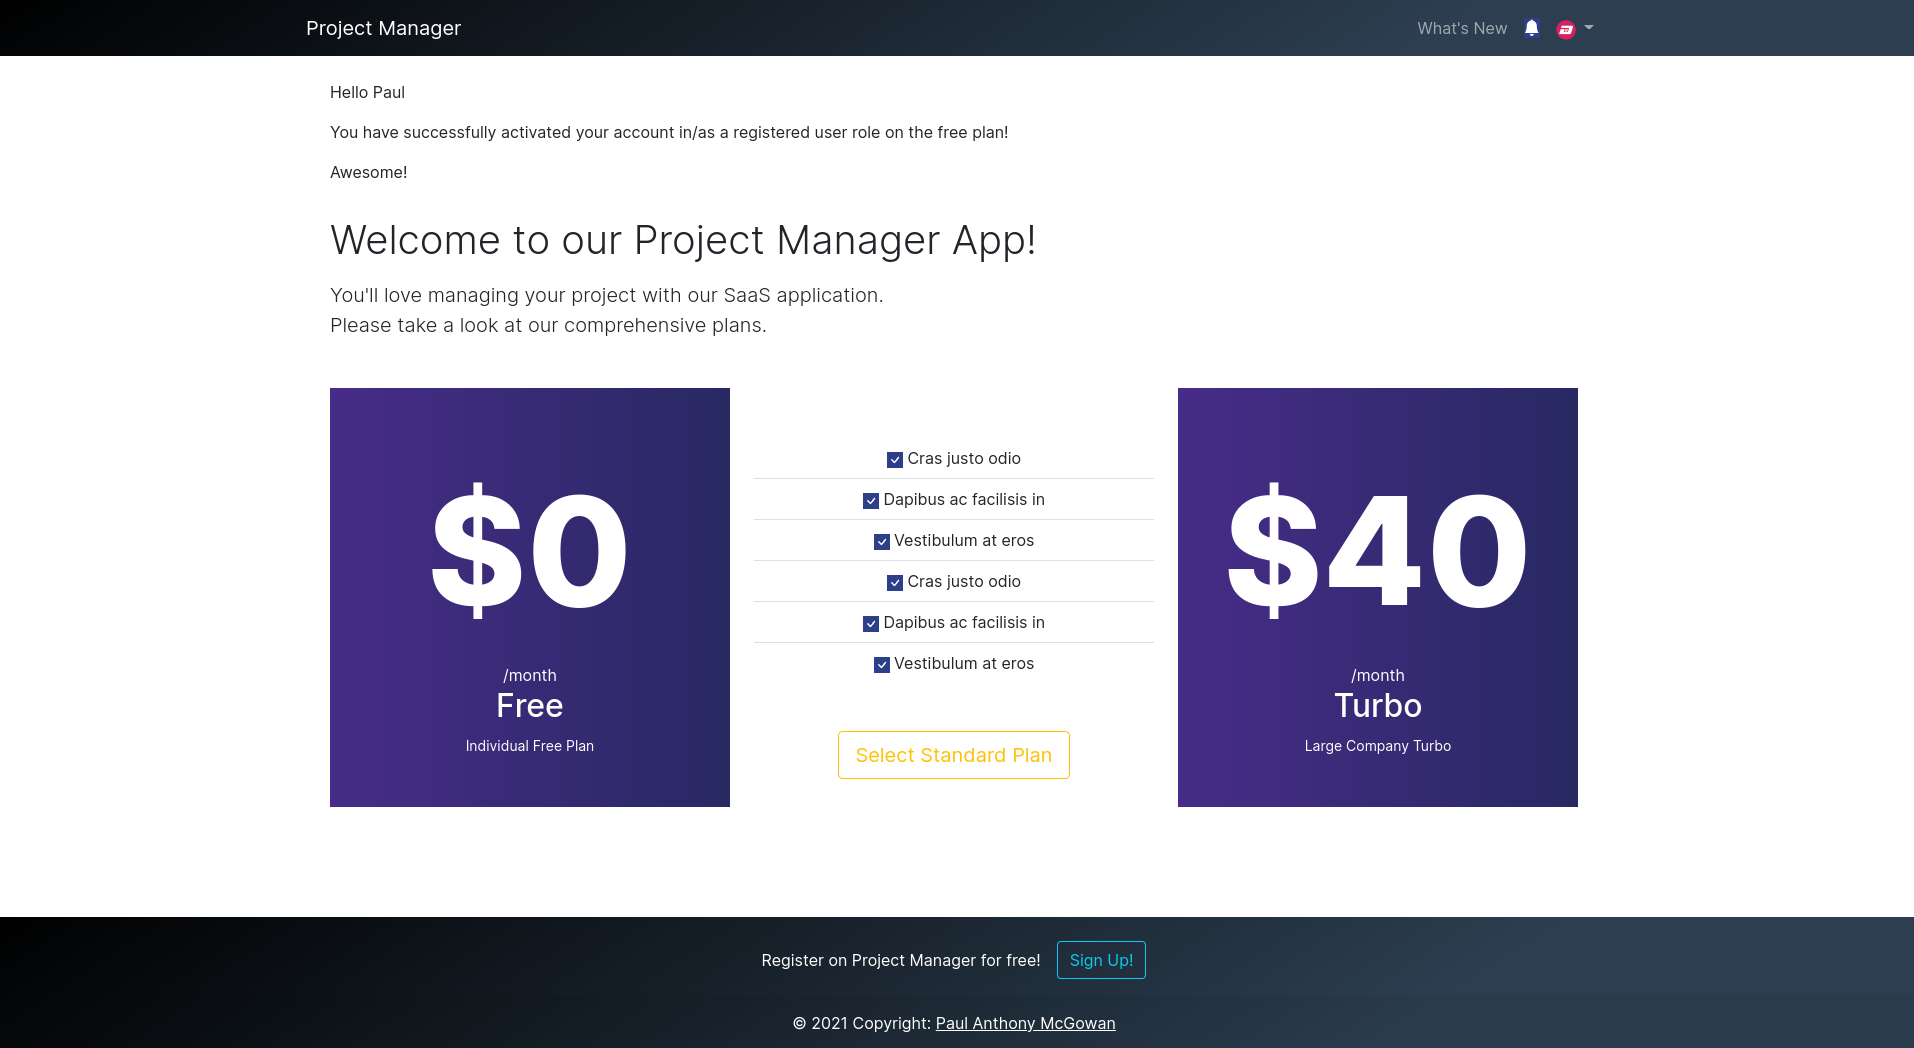 Project Manager
What's New
Hello Paul
You have successfully activated your account in/as a registered user role on the free plan!
Awesome!
Welcome to our Project Manager App!
You'll love managing your project with our SaaS application.
Please take a look at our comprehensive plans.
$0
/month
Free
Individual Free Plan
Cras justo odio
Dapibus ac facilisis in
Vestibulum at eros
Cras justo odio
Dapibus ac facilisis in
Vestibulum at eros
Select Standard Plan
$40
/month
Turbo
Large Company Turbo
Register on Project Manager for free!
Sign Up!
© 2021 Copyright: Paul Anthony McGowan